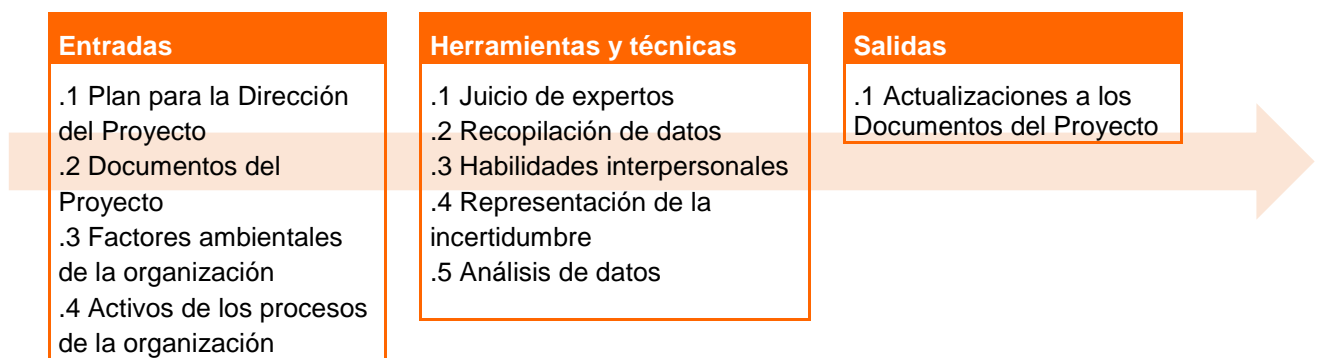 Entradas
.1 Plan para la Dirección
del Proyecto
.2 Documentos del
Proyecto
.3 Factores ambientales
de la organización
.4 Activos de los procesos
de la organización
Herramientas y técnicas
.1 Juicio de expertos
.2 Recopilación de datos
.3 Habilidades interpersonales
.4 Representación de la
incertidumbre
.5 Análisis de datos
Salidas
.1 Actualizaciones a los
Documentos del Proyecto